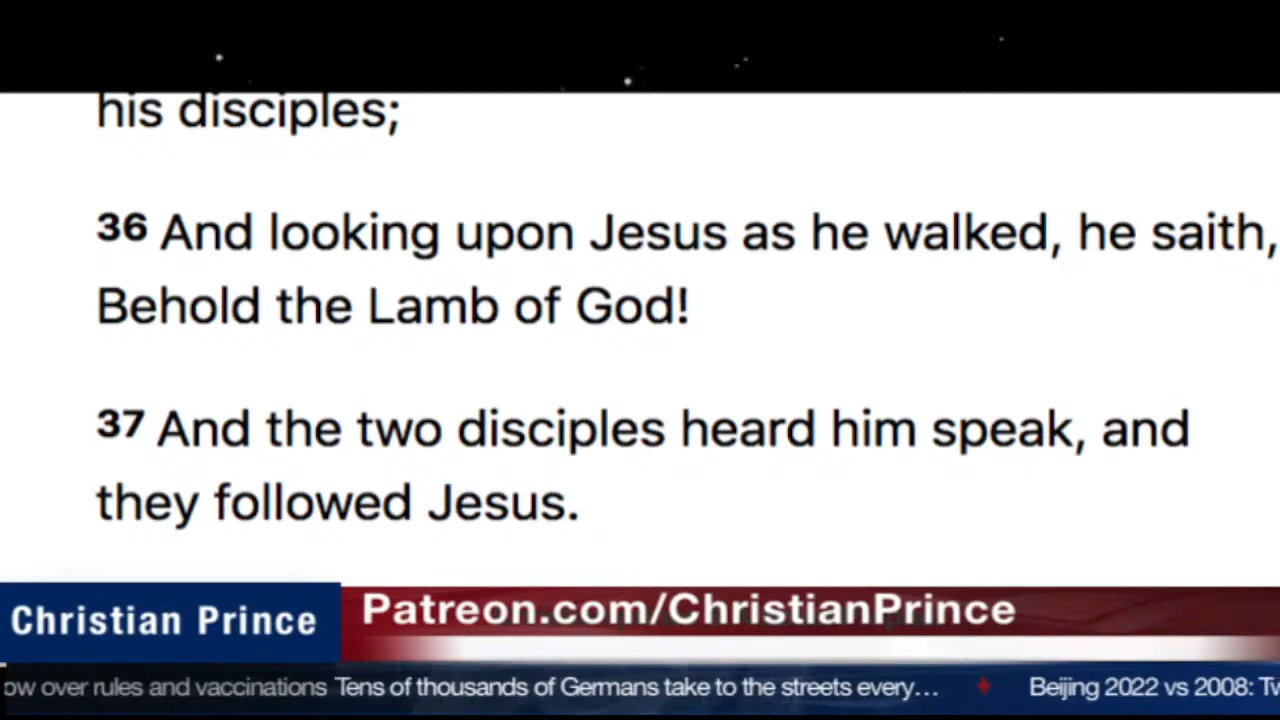 his disciples;
36 And looking upon Jesus as he walked, he saith,
Behold the Lamb of God!
37 And the two disciples heard him speak, and
they followed Jesus.
Christian Prince
Patreon.com/ChristianPrince
ow over rules and vaccinations Tens of thousands of Germans take to the streets every… Beijing 2022 vs 2008: Tw